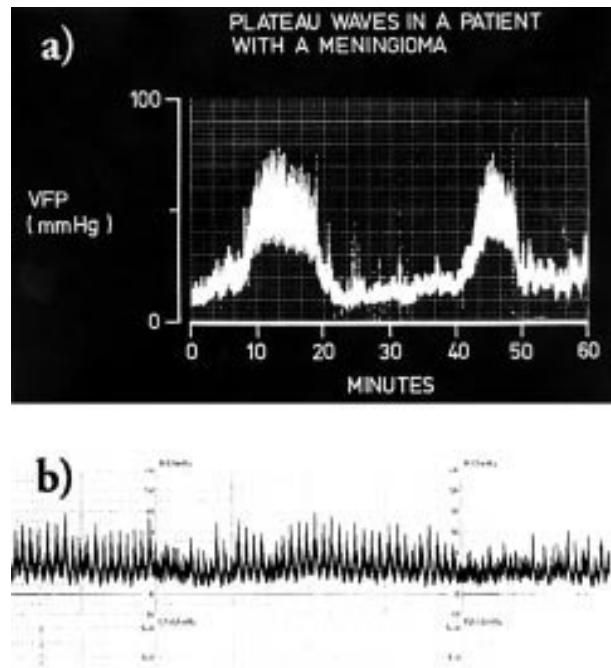 a)
PLATEAU WAVES IN A PATIENT
WITH A MENINGIOMA
100
VFP
(mmHg)
0
0 10 20 30 40 50 60
MINUTES
b)